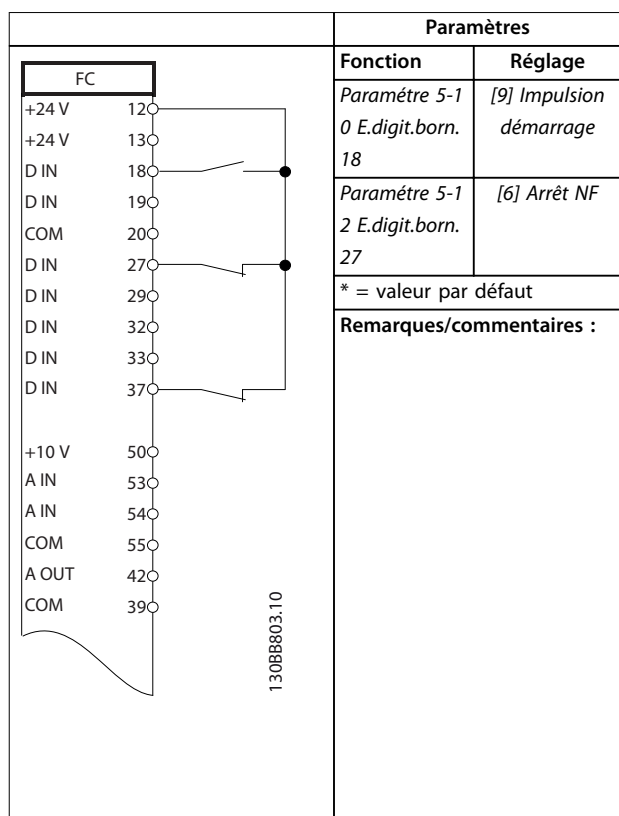 Paramètres
Fonction Réglage
Paramétre 5-1 [9] Impulsion
0 E.digit.born. démarrage
18
Paramétre 5-1 [6] Arrêt NF
2 E.digit.born.
27
* = valeur par défaut
Remarques/commentaires :
FC
+24 V 12
+24 V 13
D IN 18
D IN 19
COM 20
D IN 27
D IN 29
D IN 32
D IN 33
D IN 37
+10 V 50
A IN 53
A IN 54
COM 55
A OUT 42
COM 39
130BB803.10